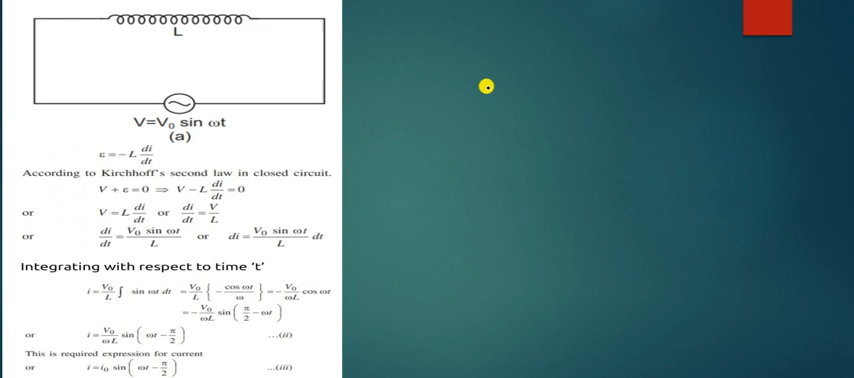 L
V=V₀ sin ωt
(a)
ε = − L di/dt
According to Kirchhoff's second law in closed circuit.
V + ε = 0 ⇒ V − L di/dt = 0
or V = L di/dt or di/dt = V/L
or di/dt = V₀ sin ωt / L or di = V₀ sin ωt / L dt
Integrating with respect to time ‘t’
i = V₀/L ∫ sin ωt dt = V₀/L { − cos ωt / ω } = − V₀/ωL cos ωt
= − V₀/ωL sin ( π/2 − ωt )
or i = V₀/ωL sin ( ωt − π/2 ) ...(ii)
This is required expression for current
or i = i₀ sin ( ωt − π/2 ) ...(iii)